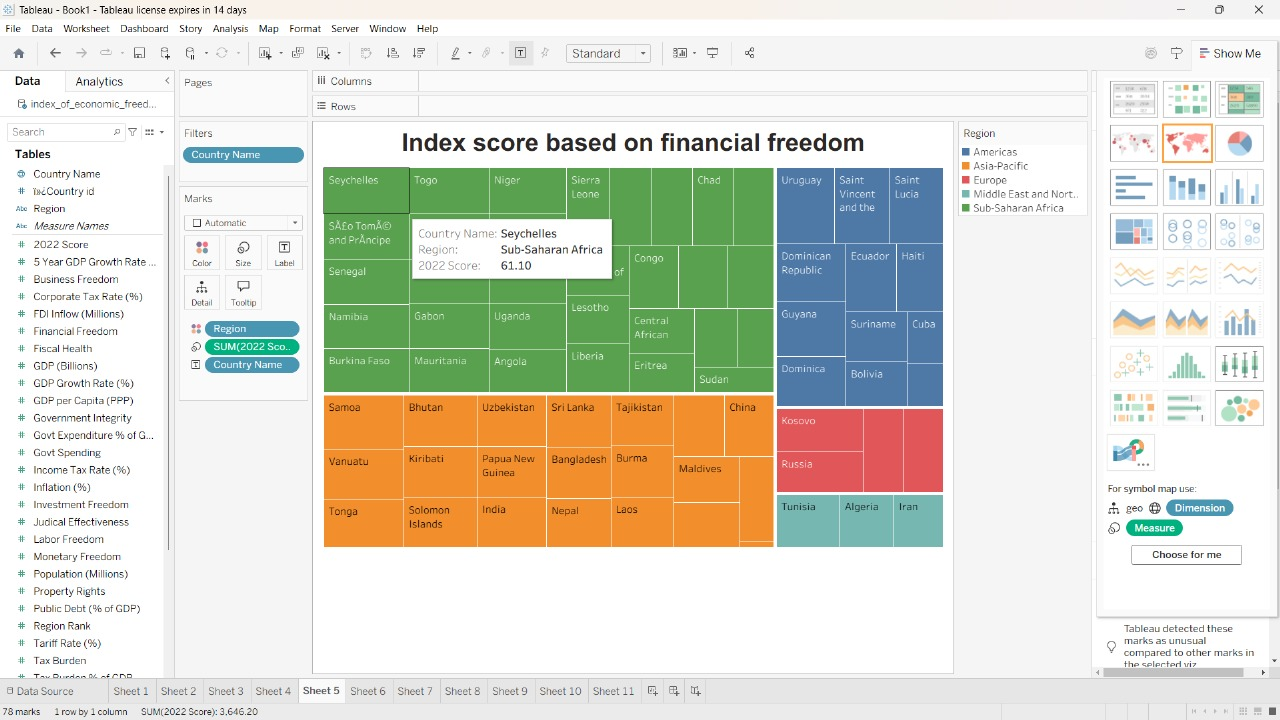 Tableau - Book1 - Tableau license expires in 14 days
File Data Worksheet Dashboard Story Analysis Map Format Server Window Help
Standard
Show Me
Data Analytics
index_of_economic_freed...
Search
Tables
Country Name
Country id
Abc Region
Abc Measure Names
# 2022 Score
# 5 Year GDP Growth Rate ...
# Business Freedom
# Corporate Tax Rate (%)
# FDI Inflow (Millions)
# Financial Freedom
# Fiscal Health
# GDP (Billions)
# GDP Growth Rate (%)
# GDP per Capita (PPP)
# Government Integrity
# Govt Expenditure % of G...
# Govt Spending
# Income Tax Rate (%)
# Inflation (%)
# Investment Freedom
# Judical Effectiveness
# Labor Freedom
# Monetary Freedom
# Population (Millions)
# Property Rights
# Public Debt (% of GDP)
# Region Rank
# Tariff Rate (%)
# Tax Burden
# Tax Burden % of GDP
Pages
Filters
Country Name
Marks
Automatic
Color Size Label
Detail Tooltip
Region
SUM(2022 Sco..
Country Name
Columns
Rows
Index score based on financial freedom
Seychelles Togo Niger Sierra Leone Chad
SÃ£o TomÃ© and PrÃ­ncipe
Senegal
Namibia
Burkina Faso
Gabon
Mauritania
Uganda
Angola
of
Lesotho
Liberia
Congo
Central African
Eritrea
Sudan
Country Name: Seychelles
Region: Sub-Saharan Africa
2022 Score: 61.10
Uruguay Saint Vincent and the Saint Lucia
Dominican Republic Ecuador Haiti
Guyana Suriname Cuba
Dominica Bolivia
Samoa Bhutan Uzbekistan Sri Lanka Tajikistan China
Vanuatu Kiribati Papua New Guinea Bangladesh Burma Maldives
Tonga Solomon Islands India Nepal Laos
Kosovo
Russia
Tunisia Algeria Iran
Region
Americas
Asia-Pacific
Europe
Middle East and Nort..
Sub-Saharan Africa
For symbol map use:
geo Dimension
Measure
Choose for me
Tableau detected these
marks as unusual
compared to other marks in
the selected viz
Data Source Sheet 1 Sheet 2 Sheet 3 Sheet 4 Sheet 5 Sheet 6 Sheet 7 Sheet 8 Sheet 9 Sheet 10 Sheet 11
78 marks 1 row by 1 column SUM(2022 Score): 3,646.20